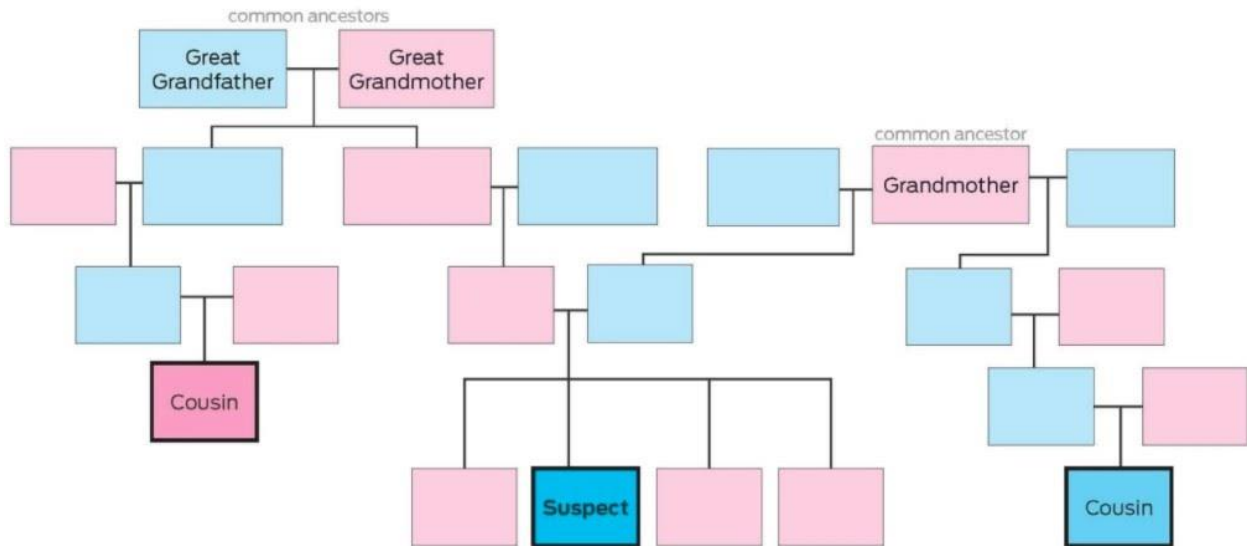 common ancestors
Great
Grandfather
Great
Grandmother
common ancestor
Grandmother
Cousin
Suspect
Cousin